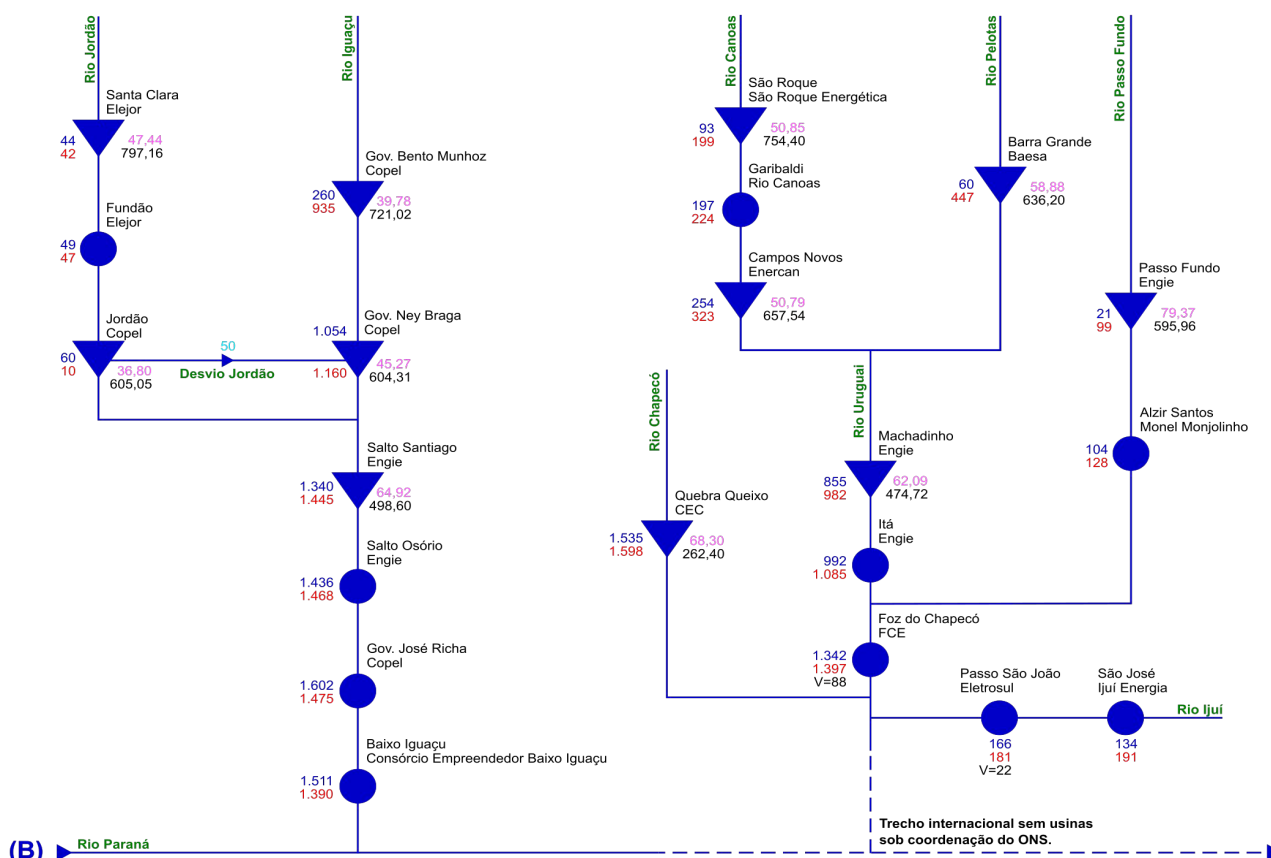 Rio Jordão
Santa Clara
Elejor
44
42
47,44
797,16
Fundão
Elejor
49
47
Jordão
Copel
60
10
36,80
605,05
50
Desvio Jordão
Rio Iguaçu
Gov. Bento Munhoz
Copel
260
935
39,78
721,02
Gov. Ney Braga
Copel
1.054
1.160
45,27
604,31
Salto Santiago
Engie
1.340
1.445
64,92
498,60
Salto Osório
Engie
1.436
1.468
Gov. José Richa
Copel
1.602
1.475
Baixo Iguaçu
Consórcio Empreendedor Baixo Iguaçu
1.511
1.390
(B)
Rio Paraná
Rio Canoas
São Roque
São Roque Energética
93
199
50,85
754,40
Garibaldi
Rio Canoas
197
224
Campos Novos
Enercan
254
323
50,79
657,54
Rio Pelotas
Barra Grande
Baesa
60
447
58,88
636,20
Rio Passo Fundo
Passo Fundo
Engie
21
99
79,37
595,96
Alzir Santos
Monel Monjolinho
104
128
Rio Chapecó
Quebra Queixo
CEC
1.535
1.598
68,30
262,40
Rio Uruguai
Machadinho
Engie
855
982
62,09
474,72
Itá
Engie
992
1.085
Foz do Chapecó
FCE
1.342
1.397
V=88
Passo São João
Eletrosul
166
181
V=22
São José
Ijuí Energia
134
191
Rio Ijuí
Trecho internacional sem usinas
sob coordenação do ONS.